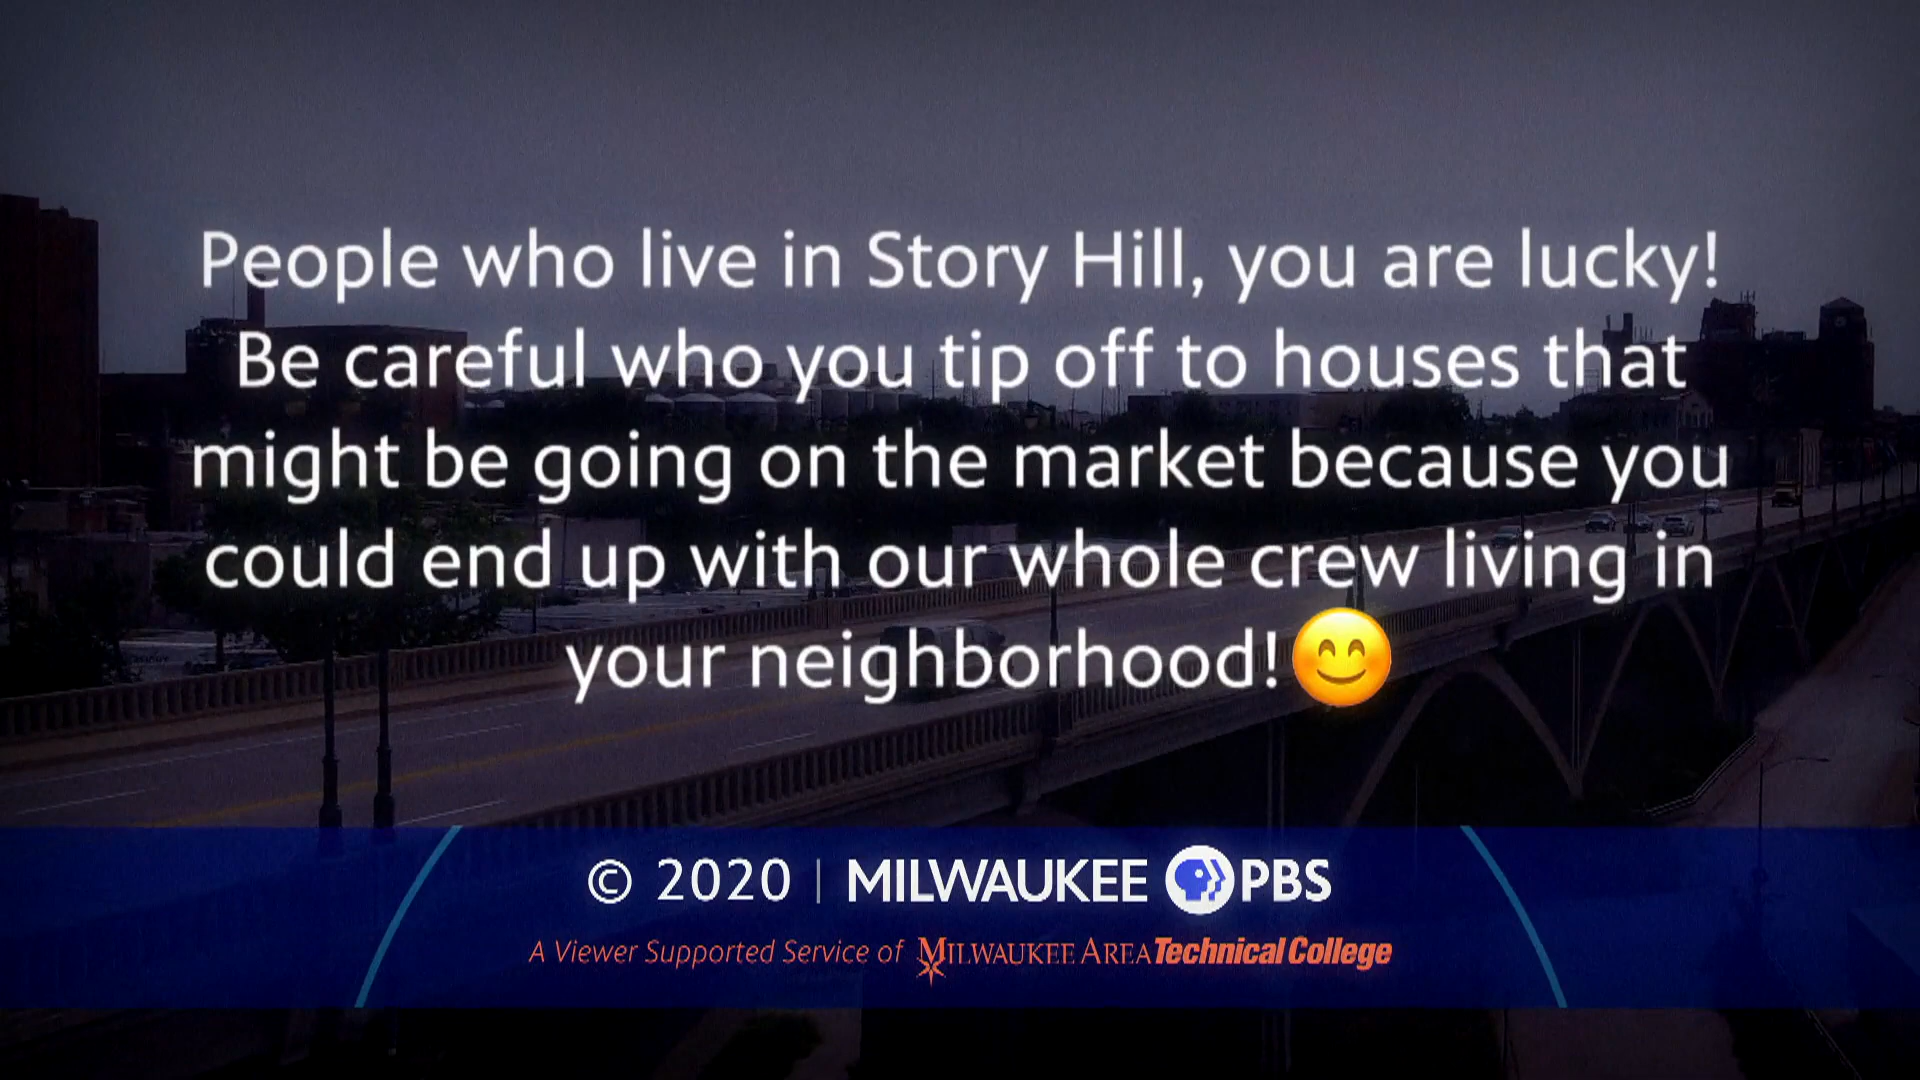 People who live in Story Hill, you are lucky!
Be careful who you tip off to houses that
might be going on the market because you
could end up with our whole crew living in
your neighborhood!😊
© 2020 | MILWAUKEE PBS
A Viewer Supported Service of MILWAUKEE AREA Technical College